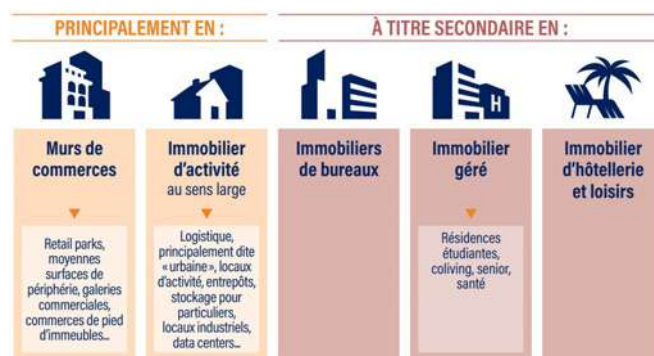 PRINCIPALEMENT EN :
À TITRE SECONDAIRE EN :
Murs de
commerces
Retail parks,
moyennes
surfaces de
périphérie, galeries
commerciales,
commerces de pied
d'immeubles...
Immobilier
d'activité
au sens large
Logistique,
principalement dite
« urbaine », locaux
d'activité, entrepôts,
stockage pour
particuliers,
locaux industriels,
data centers...
Immobiliers
de bureaux
H
Immobilier
géré
Résidences
étudiantes,
coliving, senior,
santé
Immobilier
d'hôtellerie
et loisirs